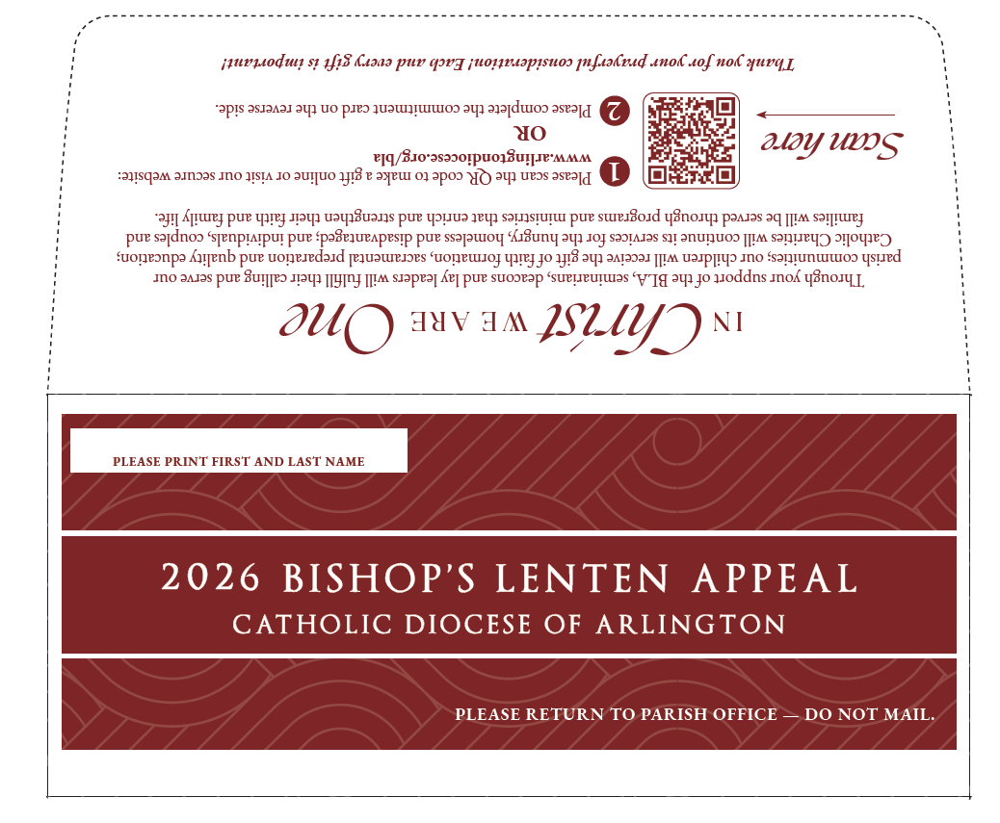 IN Christ WE ARE One
Through your support of the BLA, seminarians, deacons and lay leaders will fulfill their calling and serve our
parish communities; our children will receive the gift of faith formation, sacramental preparation and quality education;
Catholic Charities will continue its services for the hungry, homeless and disadvantaged; and individuals, couples and
families will be served through programs and ministries that enrich and strengthen their faith and family life.
Scan here
1 Please scan the QR code to make a gift online or visit our secure website:
www.arlingtondiocese.org/bla
OR
2 Please complete the commitment card on the reverse side.
Thank you for your prayerful consideration! Each and every gift is important!
PLEASE PRINT FIRST AND LAST NAME
2026 BISHOP’S LENTEN APPEAL
CATHOLIC DIOCESE OF ARLINGTON
PLEASE RETURN TO PARISH OFFICE — DO NOT MAIL.